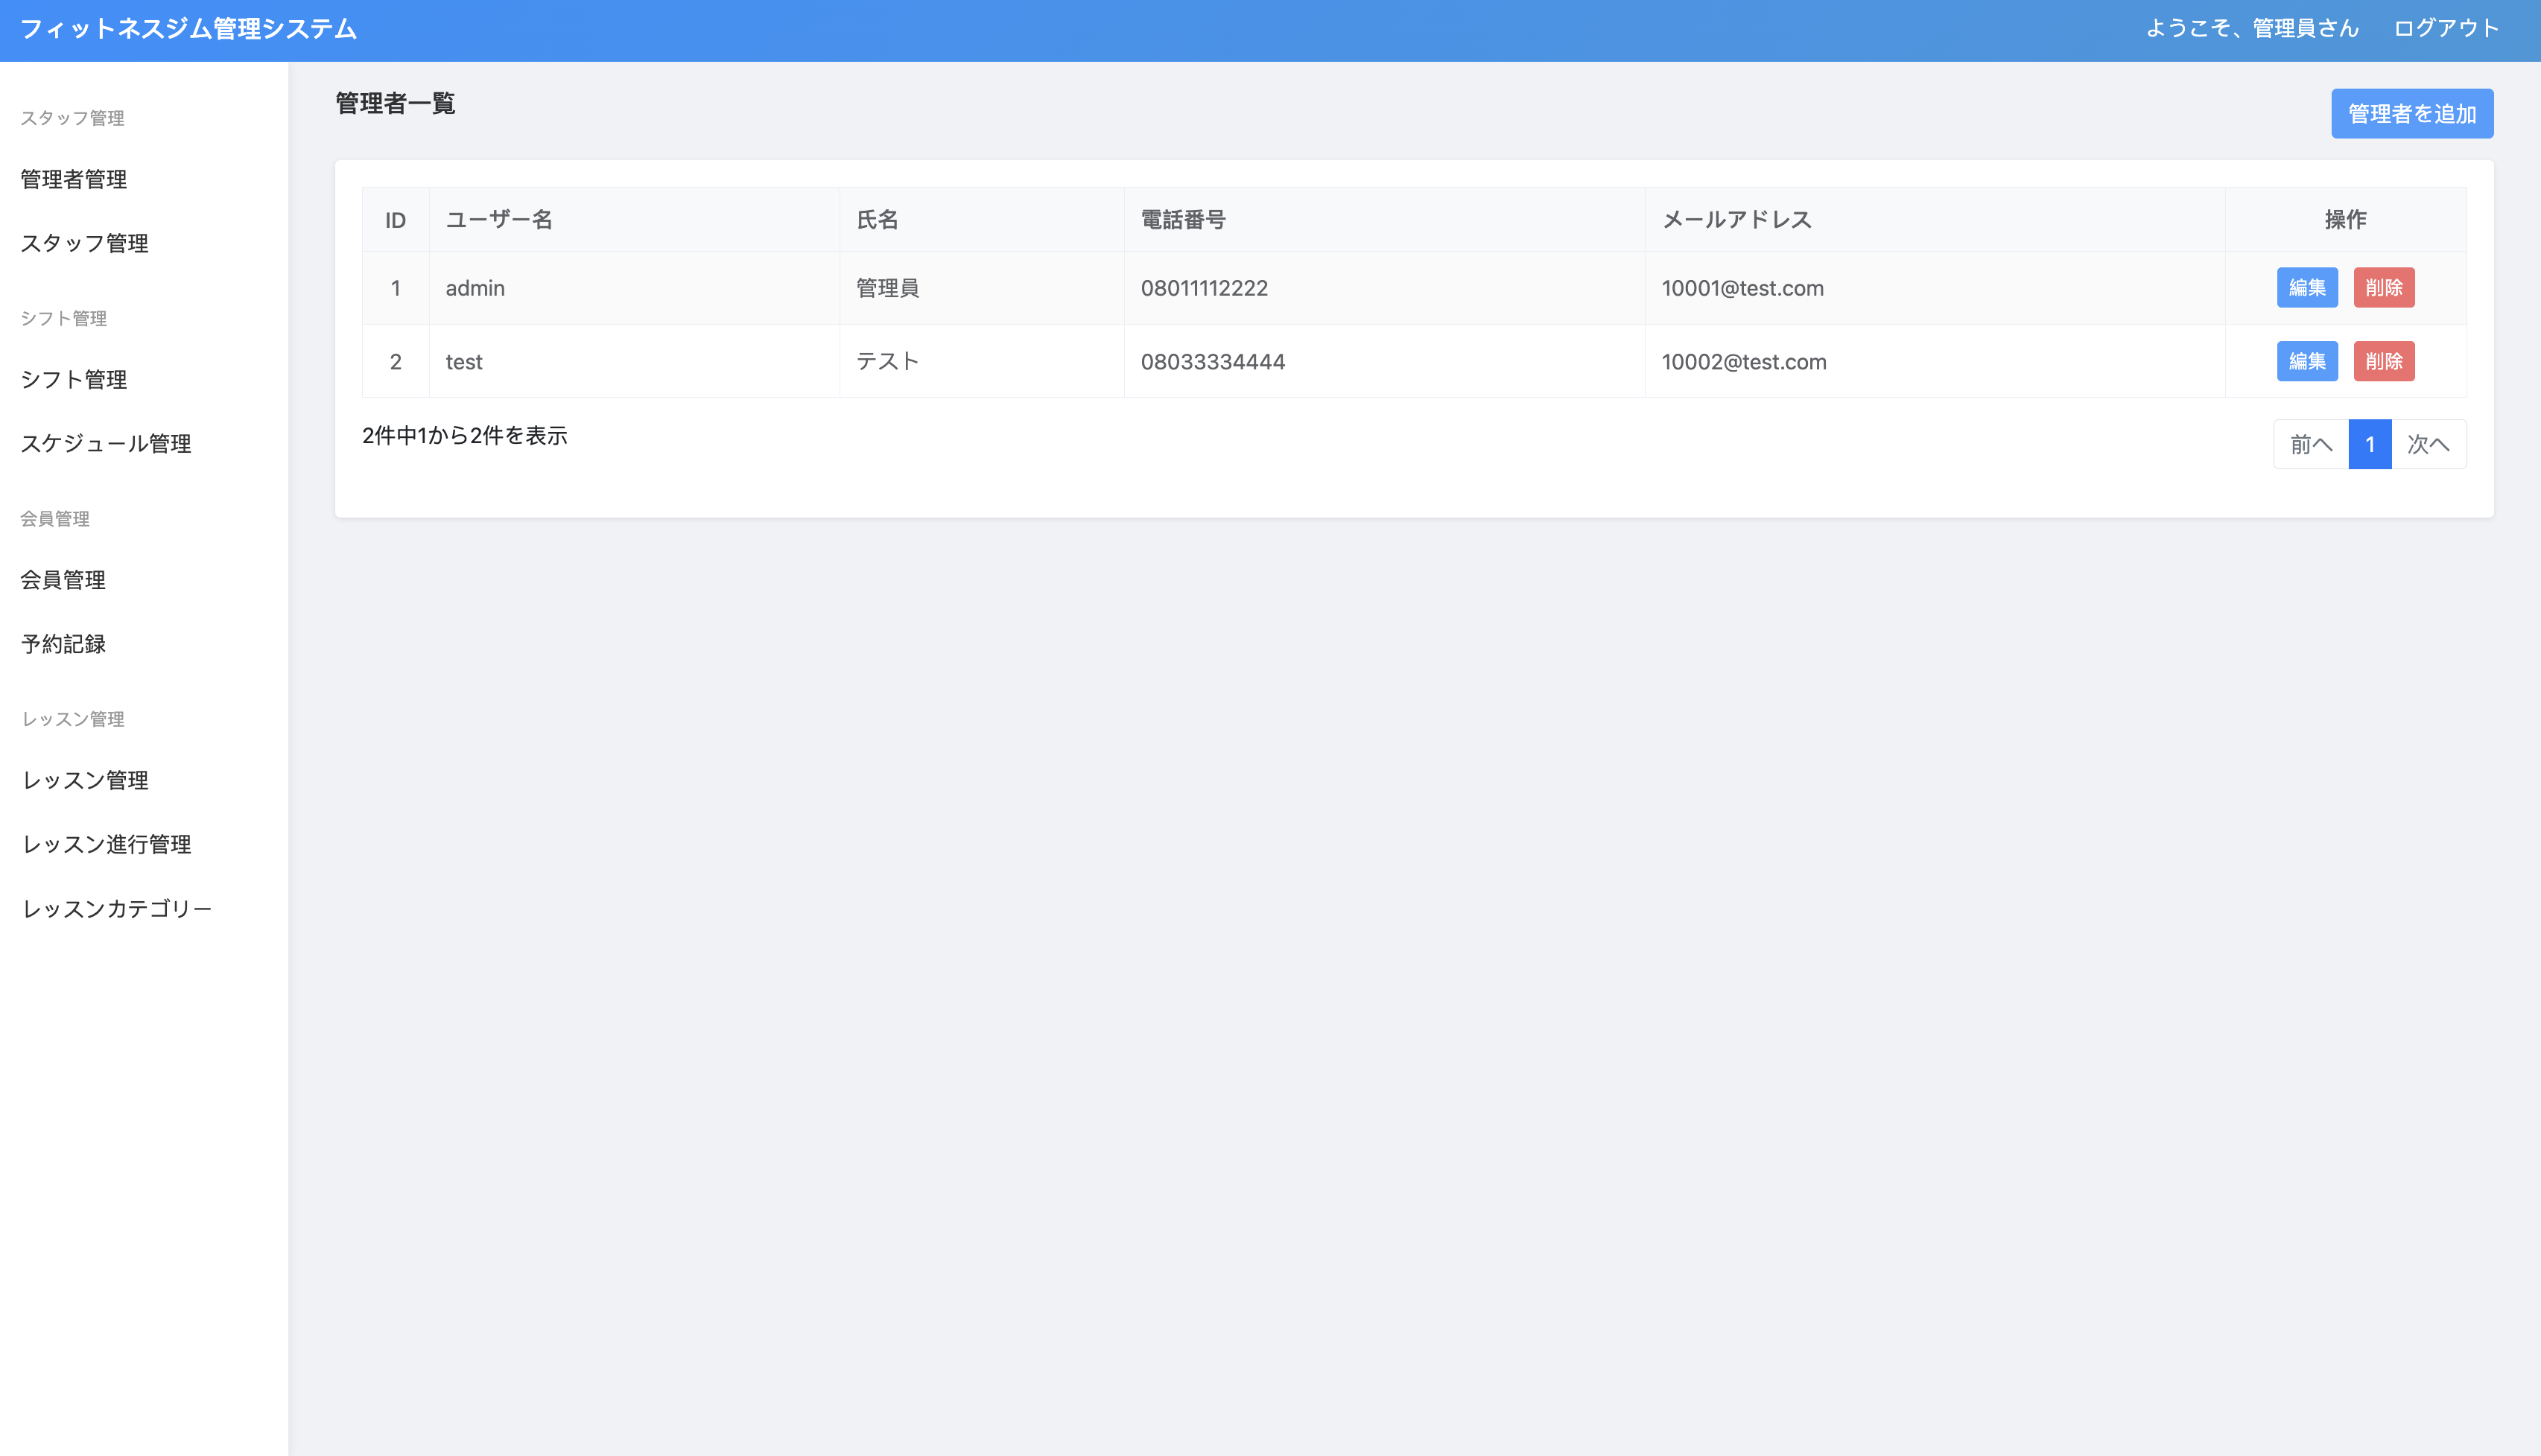 フィットネスジム管理システム
ようこそ、管理員さん ログアウト
スタッフ管理
管理者管理
スタッフ管理
シフト管理
シフト管理
スケジュール管理
会員管理
会員管理
予約記録
レッスン管理
レッスン管理
レッスン進行管理
レッスンカテゴリー
管理者一覧
管理者を追加
ID ユーザー名 氏名 電話番号 メールアドレス 操作
1 admin 管理員 08011112222 10001@test.com 編集 削除
2 test テスト 08033334444 10002@test.com 編集 削除
2件中1から2件を表示
前へ 1 次へ